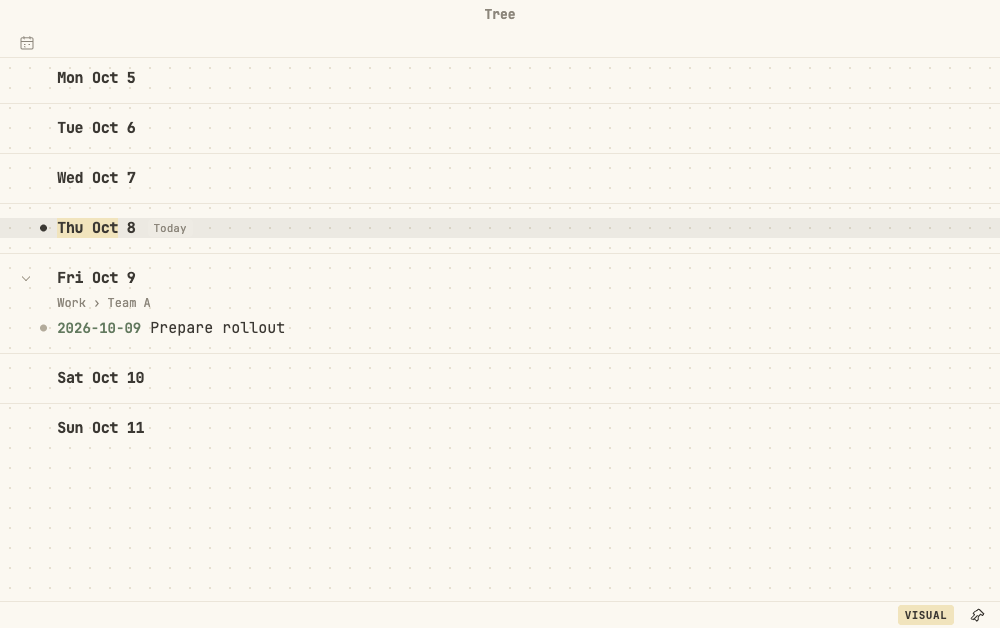 Tree
Mon Oct 5
Tue Oct 6
Wed Oct 7
Thu Oct 8 Today
Fri Oct 9
Work › Team A
2026-10-09 Prepare rollout
Sat Oct 10
Sun Oct 11
VISUAL